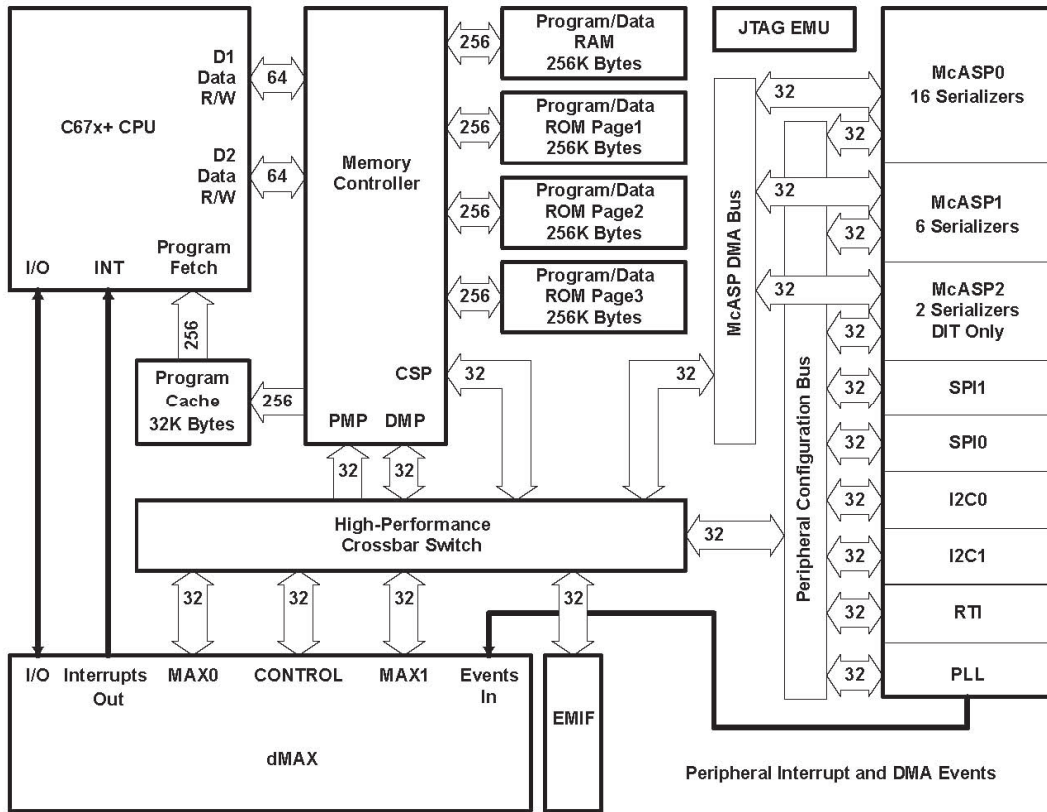 C67x+ CPU
D1
Data
R/W
D2
Data
R/W
I/O
INT
Program
Fetch
64
64
256
Program
Cache
32K Bytes
256
Memory
Controller
CSP
PMP
DMP
256
Program/Data
RAM
256K Bytes
256
Program/Data
ROM Page1
256K Bytes
256
Program/Data
ROM Page2
256K Bytes
256
Program/Data
ROM Page3
256K Bytes
32
32
32
32
High-Performance
Crossbar Switch
32
32
32
32
32
I/O
Interrupts
Out
MAX0
CONTROL
MAX1
Events
In
dMAX
EMIF
JTAG EMU
McASP DMA Bus
Peripheral Configuration Bus
32
32
McASP0
16 Serializers
32
32
McASP1
6 Serializers
32
32
McASP2
2 Serializers
DIT Only
32
SPI1
32
SPI0
32
I2C0
32
I2C1
32
RTI
32
PLL
Peripheral Interrupt and DMA Events